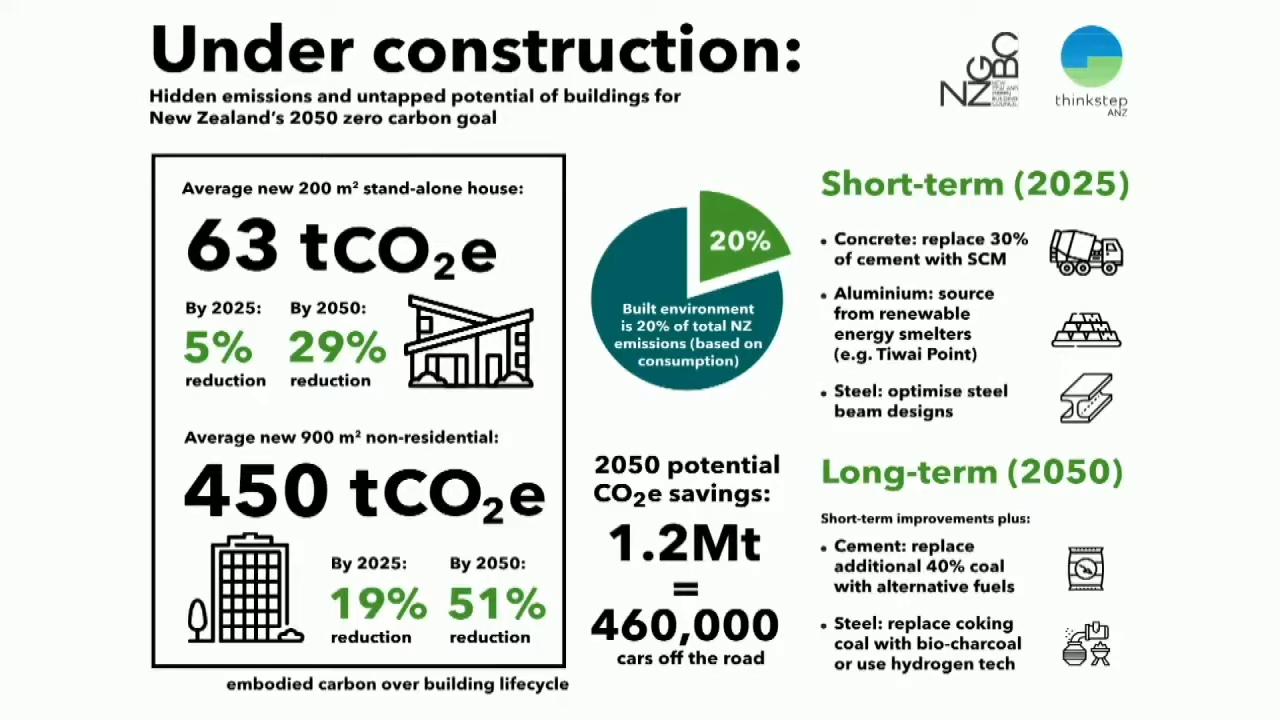 Under construction:
Hidden emissions and untapped potential of buildings for
New Zealand's 2050 zero carbon goal
NZGBC
thinkstep
ANZ
Average new 200 m² stand-alone house:
63 tCO₂e
By 2025:
5%
reduction
By 2050:
29%
reduction
Average new 900 m² non-residential:
450 tCO₂e
By 2025:
19%
reduction
By 2050:
51%
reduction
embodied carbon over building lifecycle
20%
Built environment
is 20% of total NZ
emissions (based on
consumption)
2050 potential
CO₂e savings:
1.2Mt
=
460,000
cars off the road
Short-term (2025)
• Concrete: replace 30%
of cement with SCM
• Aluminium: source
from renewable
energy smelters
(e.g. Tiwai Point)
• Steel: optimise steel
beam designs
Long-term (2050)
Short-term improvements plus:
• Cement: replace
additional 40% coal
with alternative fuels
• Steel: replace coking
coal with bio-charcoal
or use hydrogen tech